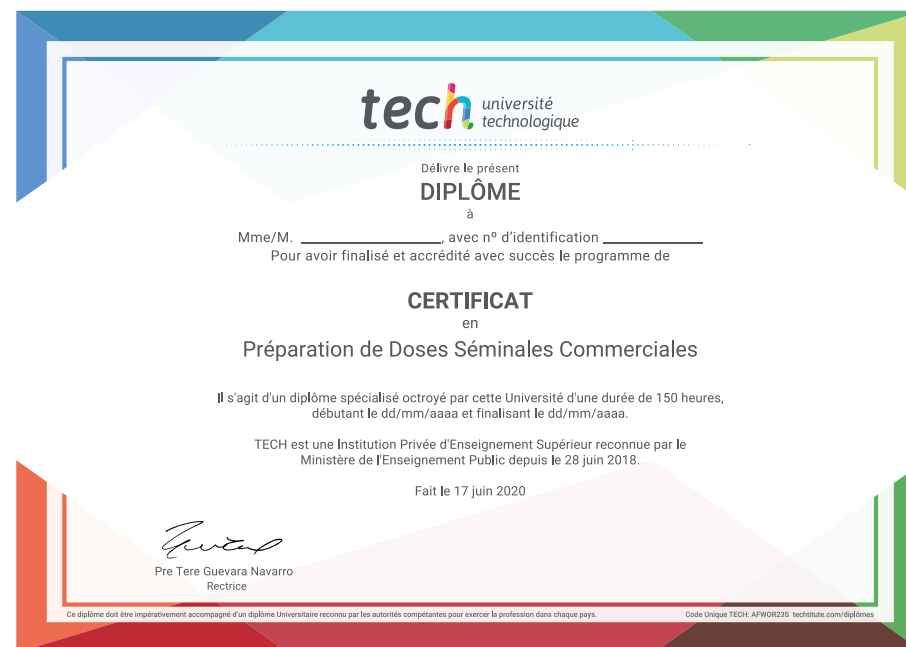 tech université
technologique
Délivre le présent
DIPLÔME
à
Mme/M. ____________________, avec nº d'identification ______________
Pour avoir finalisé et accrédité avec succès le programme de
CERTIFICAT
en
Préparation de Doses Séminales Commerciales
Il s'agit d'un diplôme spécialisé octroyé par cette Université d'une durée de 150 heures,
débutant le dd/mm/aaaa et finalisant le dd/mm/aaaa.
TECH est une Institution Privée d'Enseignement Supérieur reconnue par le
Ministère de l'Enseignement Public depuis le 28 juin 2018.
Fait le 17 juin 2020
Pre Tere Guevara Navarro
Rectrice
Ce diplôme doit être impérativement accompagné d'un diplôme Universitaire reconnu par les autorités compétentes pour exercer la profession dans chaque pays.
Code Unique TECH: AFWOR23S techtitute.com/diplômes